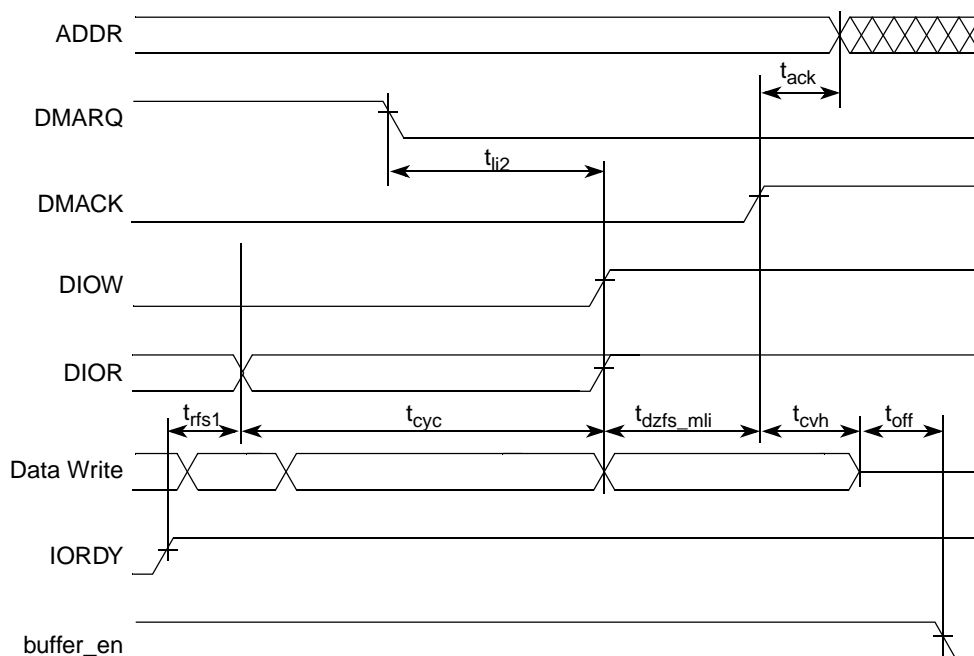 ADDR
t_ack
DMARQ
t_li2
DMACK
DIOW
DIOR
t_rfs1
t_cyc
t_dzfs_mli
t_cvh
t_off
Data Write
IORDY
buffer_en